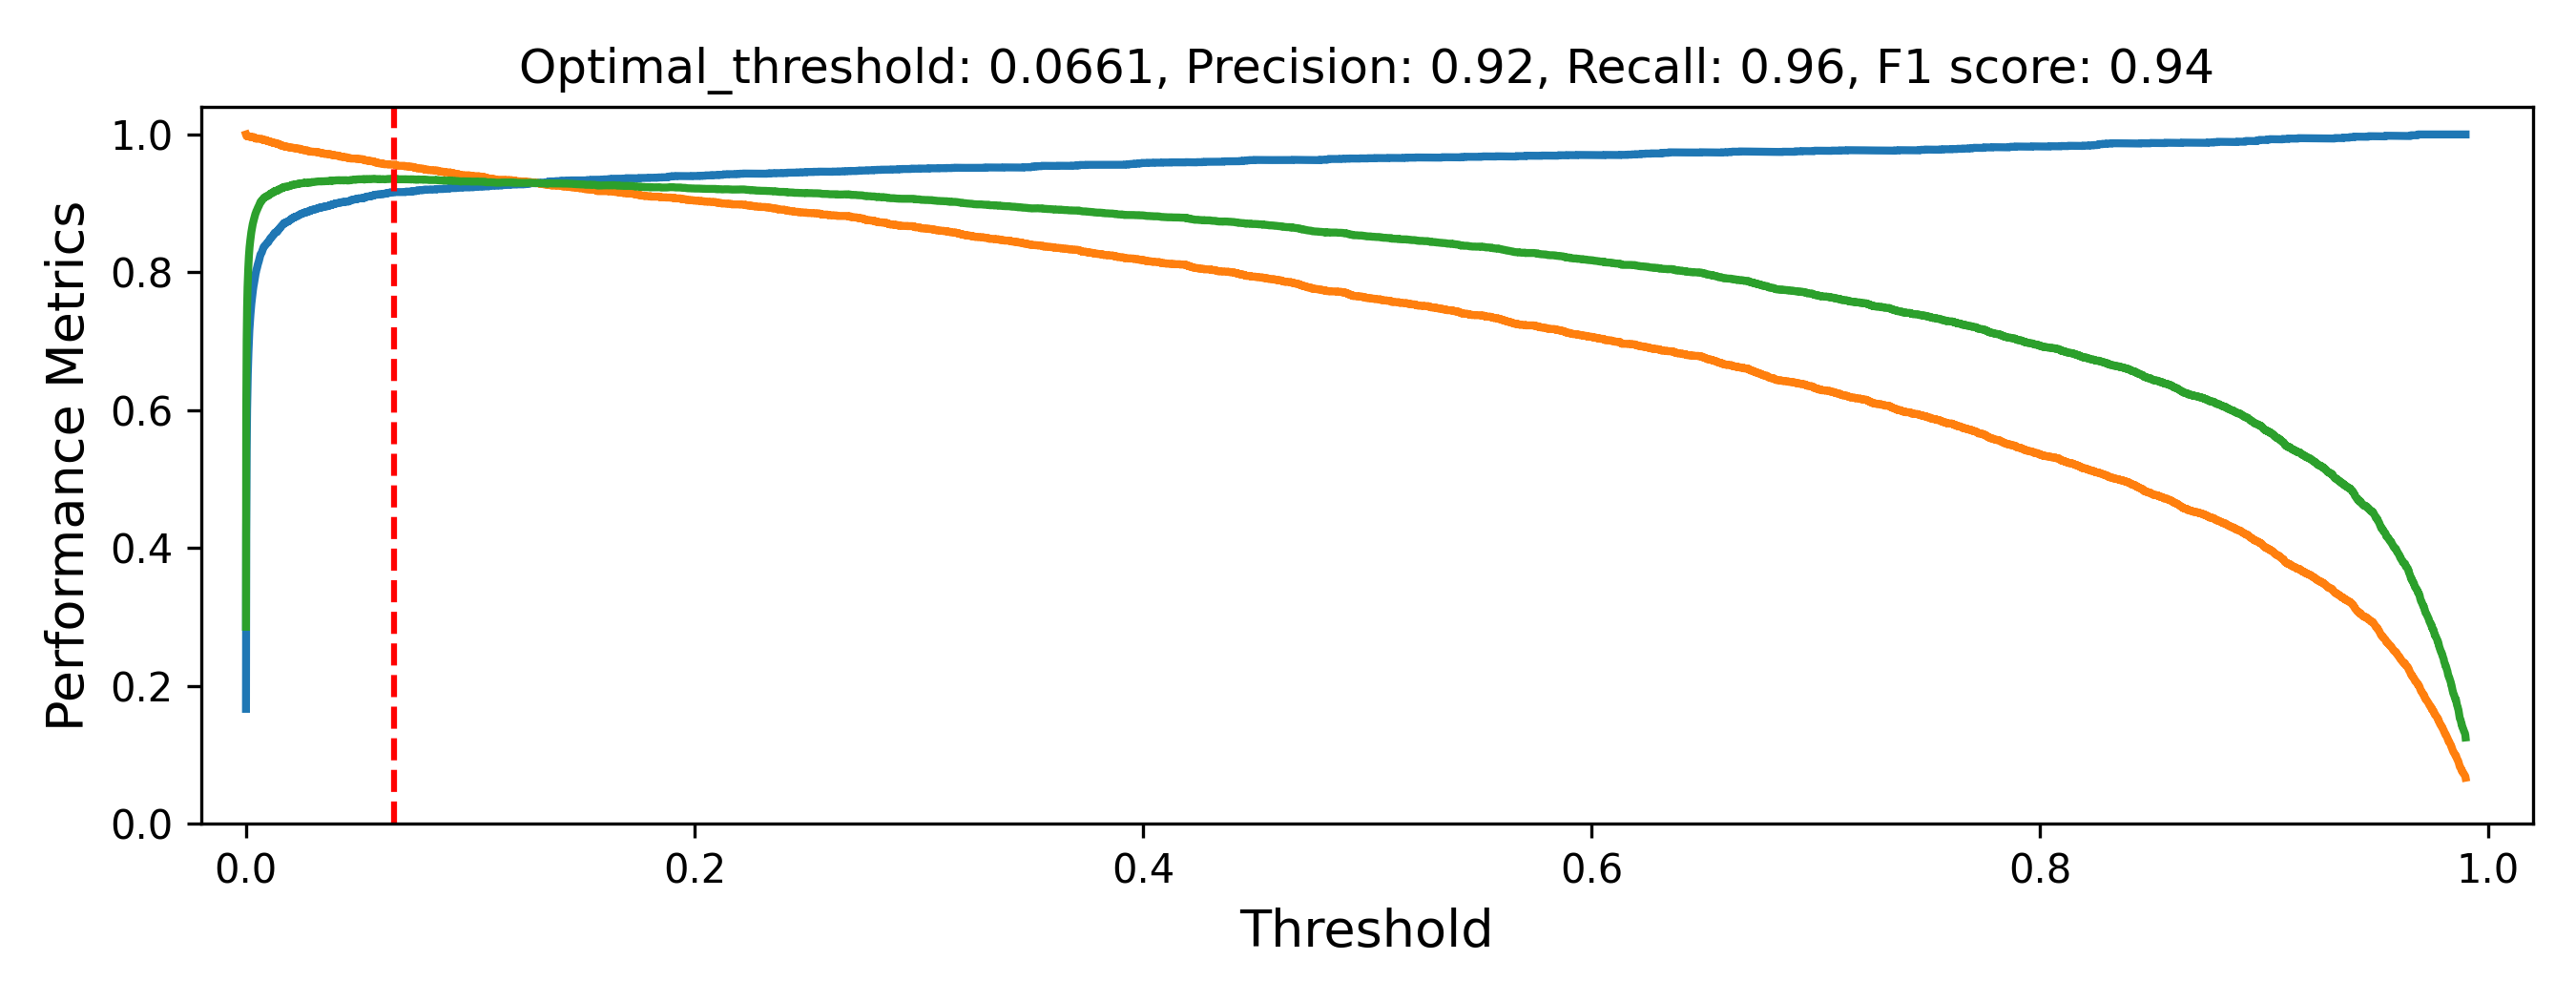 Optimal_threshold: 0.0661, Precision: 0.92, Recall: 0.96, F1 score: 0.94
Performance Metrics
1.0
0.8
0.6
0.4
0.2
0.0
0.0 0.2 0.4 0.6 0.8 1.0
Threshold